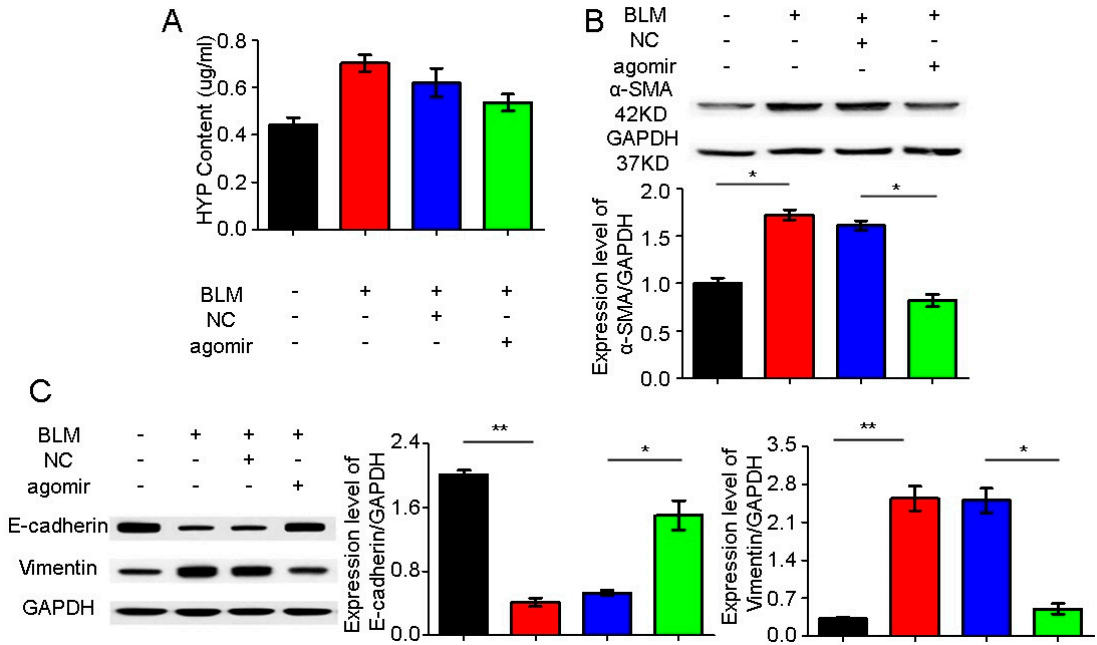 A
HYP Content (ug/ml)
0.8
0.6
0.4
0.2
0.0
BLM - + + +
NC - - + -
agomir - - - +
B
BLM - + + +
NC - - + -
agomir - - - +
α-SMA
42KD
GAPDH
37KD
* *
Expression level of
α-SMA/GAPDH
2.0
1.5
1.0
0.5
0.0
C
BLM - + + +
NC - - + -
agomir - - - +
E-cadherin
Vimentin
GAPDH
Expression level of
E-cadherin/GAPDH
2.4
1.6
0.8
0.0
** *
Expression level of
Vimentin/GAPDH
3.5
2.8
2.1
1.4
0.7
0.0
** *